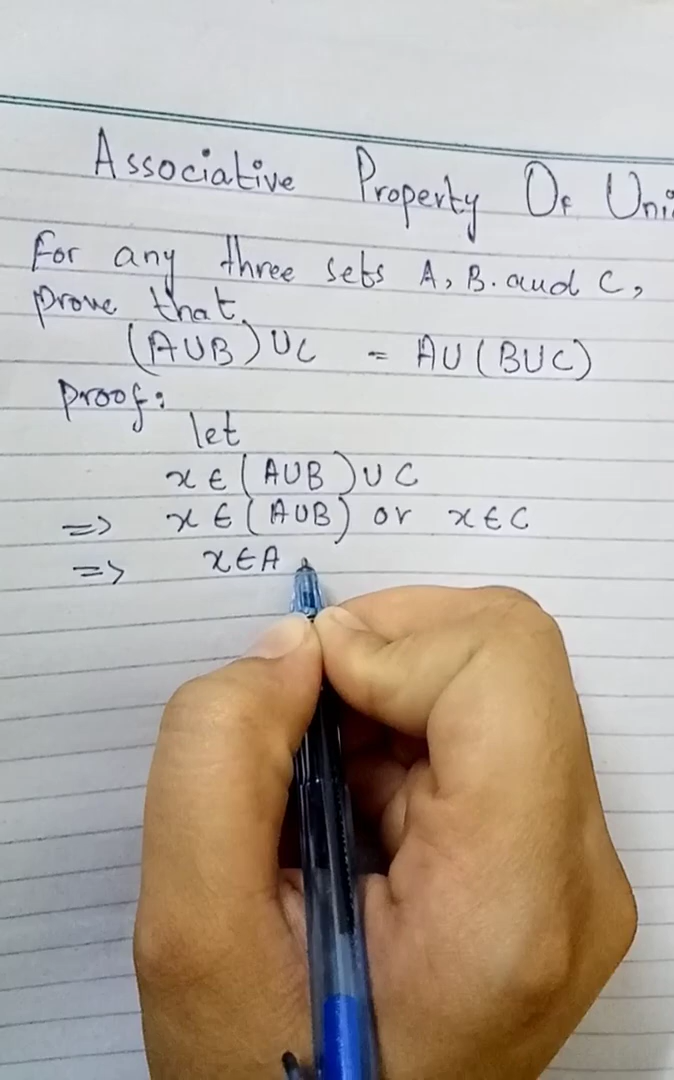 Associative Property Of Uni
For any three sets A, B. and C,
prove that.
(AUB)UC = AU(BUC)
Proof:
let
x ∈ (AUB)UC
=> x ∈ (AUB) or x ∈ C
=> x ∈ A